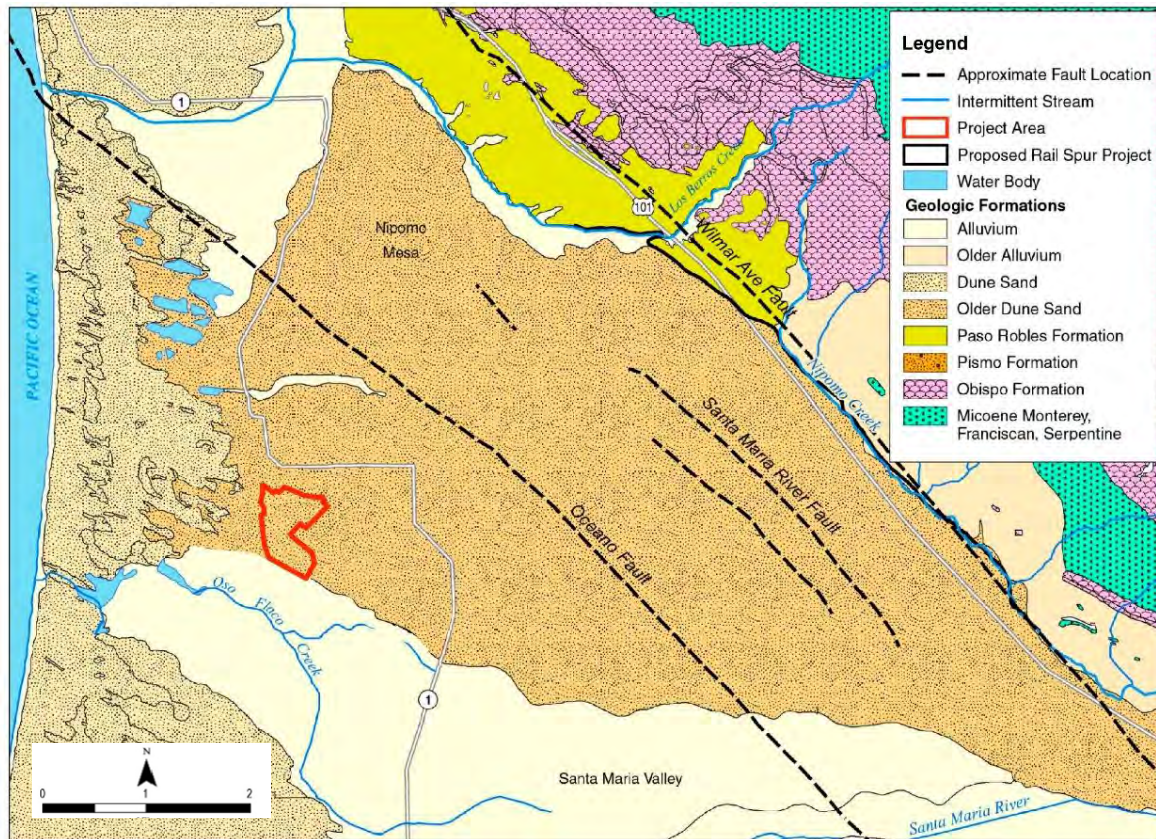 Legend
Approximate Fault Location
Intermittent Stream
Project Area
Proposed Rail Spur Project
Water Body
Geologic Formations
Alluvium
Older Alluvium
Dune Sand
Older Dune Sand
Paso Robles Formation
Pismo Formation
Obispo Formation
Micoene Monterey,
Franciscan, Serpentine
1
101
Los Berros Creek
Wilmar Ave Fault
Nipomo
Mesa
PACIFIC OCEAN
Nipomo Creek
Santa Maria River Fault
Oceano Fault
Oso Flaco
Creek
1
Santa Maria Valley
Santa Maria River
N
0 1 2